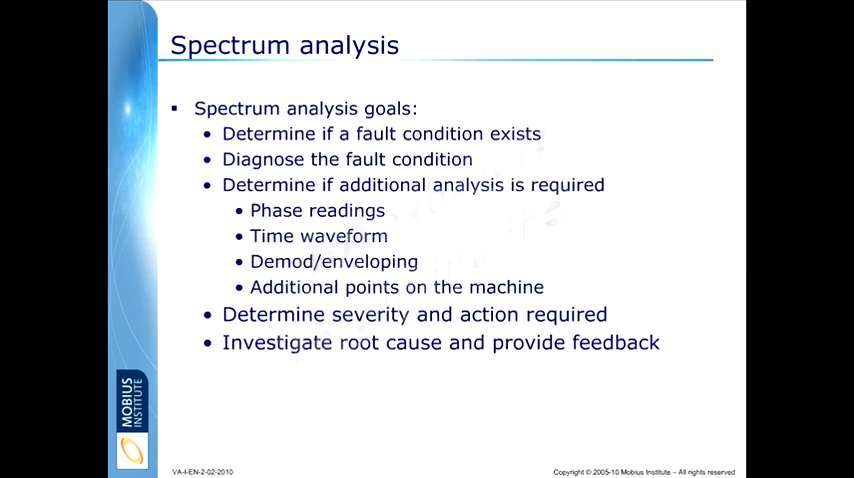 Spectrum analysis
▪ Spectrum analysis goals:
• Determine if a fault condition exists
• Diagnose the fault condition
• Determine if additional analysis is required
• Phase readings
• Time waveform
• Demod/enveloping
• Additional points on the machine
• Determine severity and action required
• Investigate root cause and provide feedback
MOBIUS
INSTITUTE
VA-I-EN-2-02-2010
Copyright © 2005-10 Mobius Institute – All rights reserved